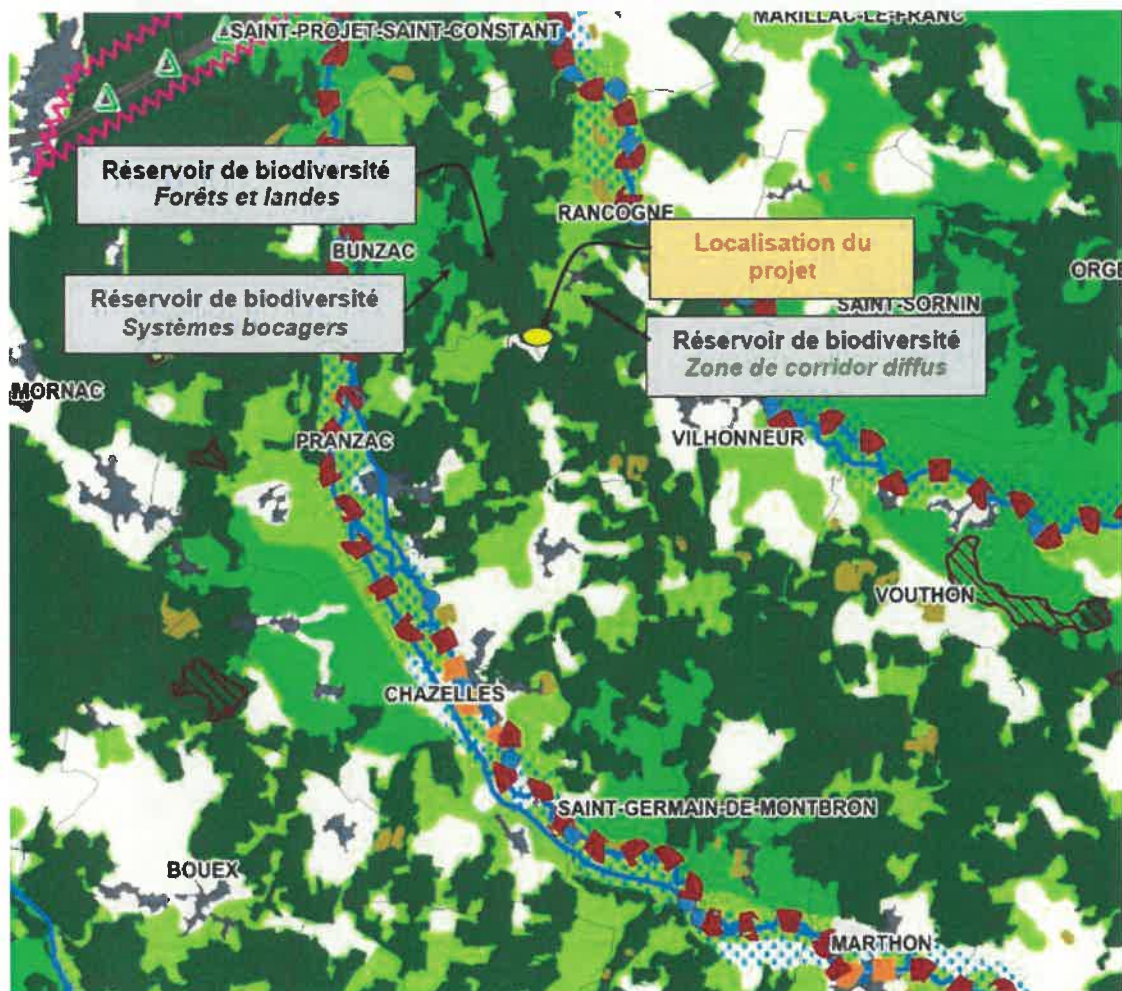 SAINT-PROJET-SAINT-CONSTANT
MARILLAC-LE-FRANC
Réservoir de biodiversité
Forêts et landes
RANCOGNE
BUNZAC
Localisation du
projet
ORGE
Réservoir de biodiversité
Systèmes bocagers
SAINT-SORNIN
Réservoir de biodiversité
Zone de corridor diffus
MORNAC
PRANZAC
VILHONNEUR
VOUTHON
CHAZELLES
SAINT-GERMAIN-DE-MONTBRON
BOUEX
MARTHON